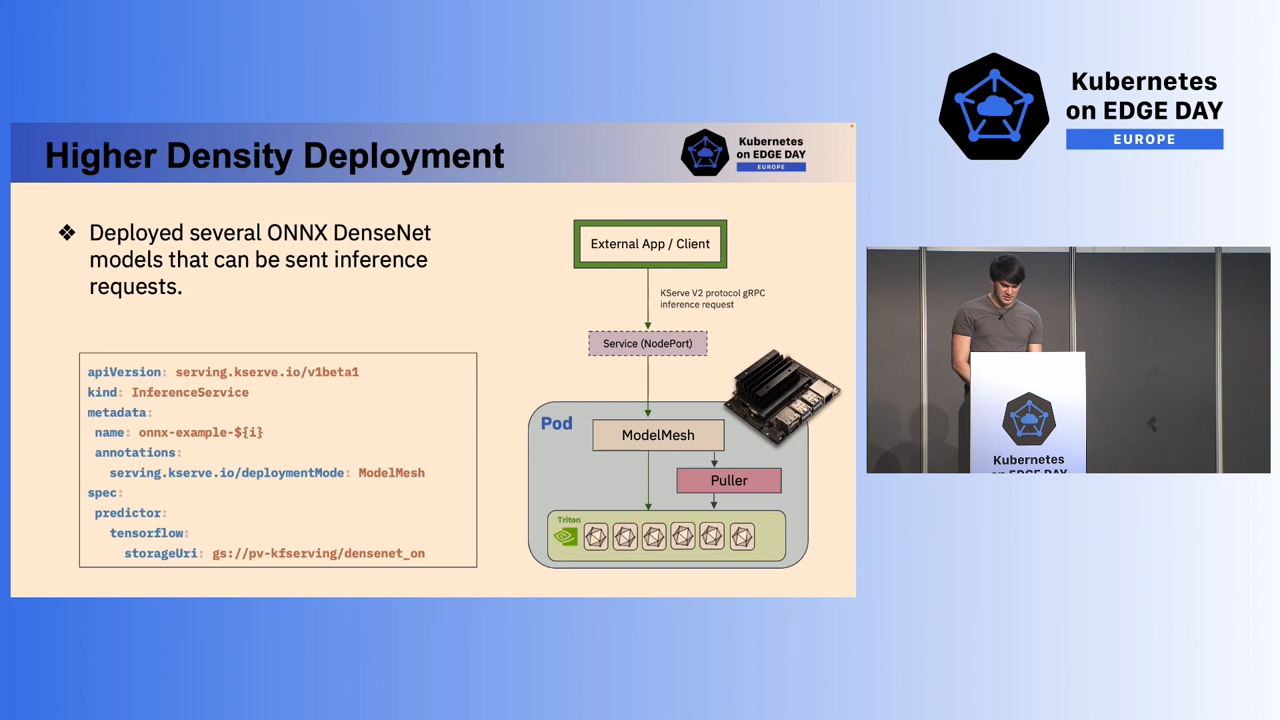 Kubernetes
on EDGE DAY
EUROPE
Higher Density Deployment
Kubernetes
on EDGE DAY
EUROPE
❖ Deployed several ONNX DenseNet
models that can be sent inference
requests.
apiVersion: serving.kserve.io/v1beta1
kind: InferenceService
metadata:
name: onnx-example-${i}
annotations:
serving.kserve.io/deploymentMode: ModelMesh
spec:
predictor:
tensorflow:
storageUri: gs://pv-kfserving/densenet_on
External App / Client
KServe V2 protocol gRPC
inference request
Service (NodePort)
Pod
ModelMesh
Puller
Triton
Kubernetes
on EDGE DAY